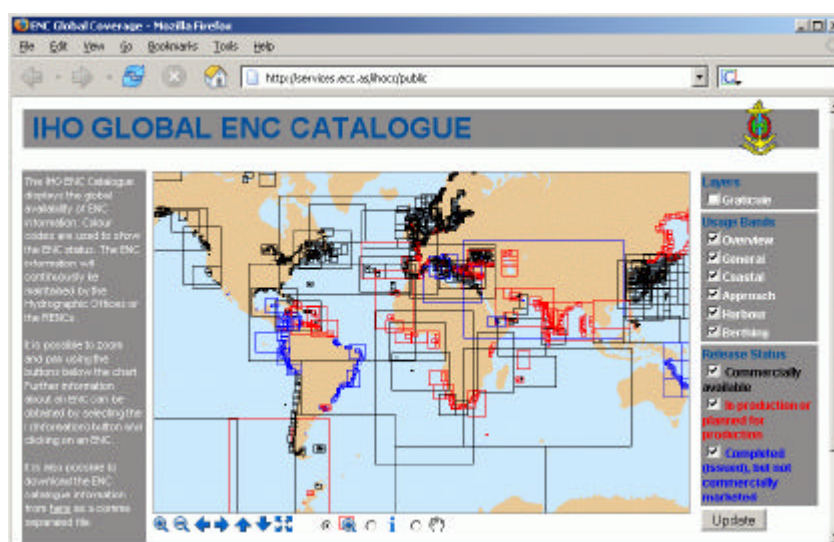 ENC Global Coverage - Mozilla Firefox
File Edit View Go Bookmarks Tools Help
http://services.ecc.as/ihocc/public
IHO GLOBAL ENC CATALOGUE
The IHO ENC Catalogue
displays the global
availability of ENC
information. Colour
codes are used to show
the ENC status. The ENC
information will
continuously be
maintained by the
Hydrographic Offices or
the RENCs.
It is possible to zoom
and pan using the
buttons below the chart.
Further information
about an ENC can be
obtained by selecting the
i (information) button and
clicking on an ENC.
It is also possible to
download the ENC
catalogue information
from here as a comma
separated file.
Layers
Graticule
Usage Bands
Overview
General
Coastal
Approach
Harbour
Berthing
Release Status
Commercially
available
In production or
planned for
production
Completed
(issued), but not
commercially
marketed
Update